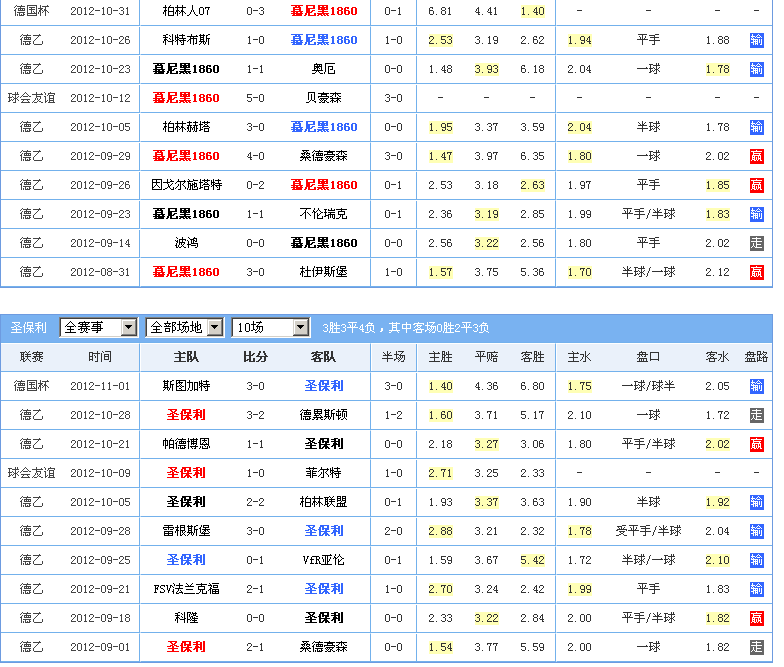 德国杯 2012-10-31 柏林人07 0-3 慕尼黑1860 0-1 6.81 4.41 1.40 - - - -
德乙 2012-10-26 科特布斯 1-0 慕尼黑1860 1-0 2.53 3.19 2.62 1.94 平手 1.88 输
德乙 2012-10-23 慕尼黑1860 1-1 奥厄 0-0 1.48 3.93 6.18 2.04 一球 1.78 输
球会友谊 2012-10-12 慕尼黑1860 5-0 贝豪森 3-0 - - - - - - -
德乙 2012-10-05 柏林赫塔 3-0 慕尼黑1860 0-0 1.95 3.37 3.59 2.04 半球 1.78 输
德乙 2012-09-29 慕尼黑1860 4-0 桑德豪森 3-0 1.47 3.97 6.35 1.80 一球 2.02 赢
德乙 2012-09-26 因戈尔施塔特 0-2 慕尼黑1860 0-1 2.53 3.18 2.63 1.97 平手 1.85 赢
德乙 2012-09-23 慕尼黑1860 1-1 不伦瑞克 0-1 2.36 3.19 2.85 1.99 平手/半球 1.83 输
德乙 2012-09-14 波鸿 0-0 慕尼黑1860 0-0 2.56 3.22 2.56 1.80 平手 2.02 走
德乙 2012-08-31 慕尼黑1860 3-0 杜伊斯堡 1-0 1.57 3.75 5.36 1.70 半球/一球 2.12 赢
圣保利 全赛事 全部场地 10场 3胜3平4负，其中客场0胜2平3负
联赛 时间 主队 比分 客队 半场 主胜 平赔 客胜 主水 盘口 客水 盘路
德国杯 2012-11-01 斯图加特 3-0 圣保利 3-0 1.40 4.36 6.80 1.75 一球/球半 2.05 输
德乙 2012-10-28 圣保利 3-2 德累斯顿 1-2 1.60 3.71 5.17 2.10 一球 1.72 走
德乙 2012-10-21 帕德博恩 1-1 圣保利 0-0 2.18 3.27 3.06 1.80 平手/半球 2.02 赢
球会友谊 2012-10-09 圣保利 1-0 菲尔特 1-0 2.71 3.25 2.33 - - - -
德乙 2012-10-05 圣保利 2-2 柏林联盟 0-1 1.93 3.37 3.63 1.90 半球 1.92 输
德乙 2012-09-28 雷根斯堡 3-0 圣保利 2-0 2.88 3.21 2.32 1.78 受平手/半球 2.04 输
德乙 2012-09-25 圣保利 0-1 VfR亚伦 0-1 1.59 3.67 5.42 1.72 半球/一球 2.10 输
德乙 2012-09-21 FSV法兰克福 2-1 圣保利 1-0 2.70 3.24 2.42 1.99 平手 1.83 输
德乙 2012-09-18 科隆 0-0 圣保利 0-0 2.33 3.22 2.84 2.00 平手/半球 1.82 赢
德乙 2012-09-01 圣保利 2-1 桑德豪森 0-0 1.54 3.77 5.59 2.00 一球 1.82 走